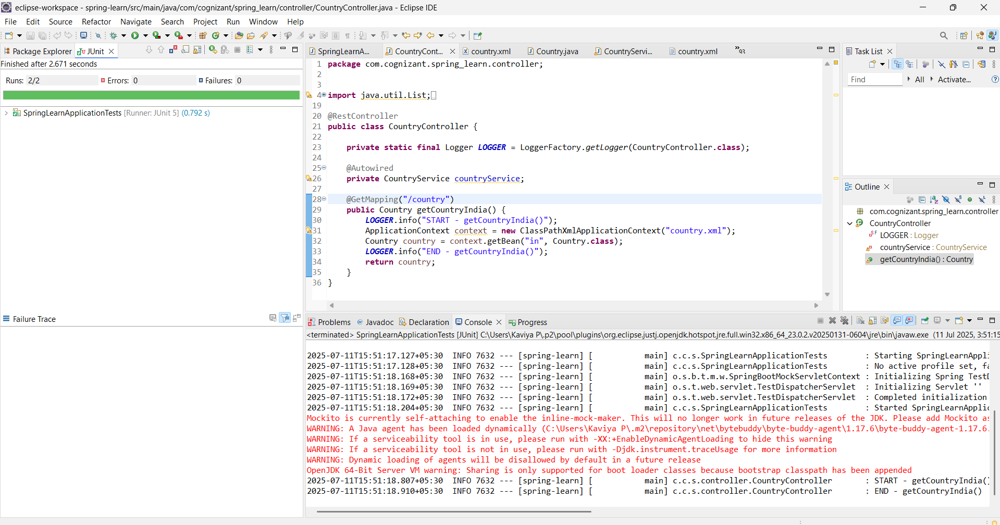 eclipse-workspace - spring-learn/src/main/java/com/cognizant/spring_learn/controller/CountryController.java - Eclipse IDE
File Edit Source Refactor Navigate Search Project Run Window Help
Package Explorer JUnit
Finished after 2.671 seconds
Runs: 2/2 Errors: 0 Failures: 0
SpringLearnApplicationTests [Runner: JUnit 5] (0.792 s)
Failure Trace
SpringLearnA... CountryCont... country.xml Country.java CountryServi... country.xml »93
1 package com.cognizant.spring_learn.controller;
2
3
4 import java.util.List;
19
20 @RestController
21 public class CountryController {
22
23 private static final Logger LOGGER = LoggerFactory.getLogger(CountryController.class);
24
25 @Autowired
26 private CountryService countryService;
27
28 @GetMapping("/country")
29 public Country getCountryIndia() {
30 LOGGER.info("START - getCountryIndia()");
31 ApplicationContext context = new ClassPathXmlApplicationContext("country.xml");
32 Country country = context.getBean("in", Country.class);
33 LOGGER.info("END - getCountryIndia()");
34 return country;
35 }
36 }
Task List
Find All Activate...
Outline
com.cognizant.spring_learn.controller
CountryController
LOGGER : Logger
countryService : CountryService
getCountryIndia() : Country
Problems Javadoc Declaration Console Progress
<terminated> SpringLearnApplicationTests [JUnit] C:\Users\Kaviya P\.p2\pool\plugins\org.eclipse.justj.openjdk.hotspot.jre.full.win32.x86_64_23.0.2.v20250131-0604\jre\bin\javaw.exe (11 Jul 2025, 3:51:15
2025-07-11T15:51:17.127+05:30 INFO 7632 --- [spring-learn] [ main] c.c.s.SpringLearnApplicationTests : Starting SpringLearnAppli
2025-07-11T15:51:17.128+05:30 INFO 7632 --- [spring-learn] [ main] c.c.s.SpringLearnApplicationTests : No active profile set, fa
2025-07-11T15:51:18.168+05:30 INFO 7632 --- [spring-learn] [ main] o.s.b.t.m.w.SpringBootMockServletContext : Initializing Spring TestD
2025-07-11T15:51:18.169+05:30 INFO 7632 --- [spring-learn] [ main] o.s.t.web.servlet.TestDispatcherServlet : Initializing Servlet ''
2025-07-11T15:51:18.172+05:30 INFO 7632 --- [spring-learn] [ main] o.s.t.web.servlet.TestDispatcherServlet : Completed initialization
2025-07-11T15:51:18.204+05:30 INFO 7632 --- [spring-learn] [ main] c.c.s.SpringLearnApplicationTests : Started SpringLearnApplic
Mockito is currently self-attaching to enable the inline-mock-maker. This will no longer work in future releases of the JDK. Please add Mockito as
WARNING: A Java agent has been loaded dynamically (C:\Users\Kaviya P\.m2\repository\net\bytebuddy\byte-buddy-agent\1.17.6\byte-buddy-agent-1.17.6.
WARNING: If a serviceability tool is in use, please run with -XX:+EnableDynamicAgentLoading to hide this warning
WARNING: If a serviceability tool is not in use, please run with -Djdk.instrument.traceUsage for more information
WARNING: Dynamic loading of agents will be disallowed by default in a future release
OpenJDK 64-Bit Server VM warning: Sharing is only supported for boot loader classes because bootstrap classpath has been appended
2025-07-11T15:51:18.807+05:30 INFO 7632 --- [spring-learn] [ main] c.c.s.controller.CountryController : START - getCountryIndia()
2025-07-11T15:51:18.910+05:30 INFO 7632 --- [spring-learn] [ main] c.c.s.controller.CountryController : END - getCountryIndia()